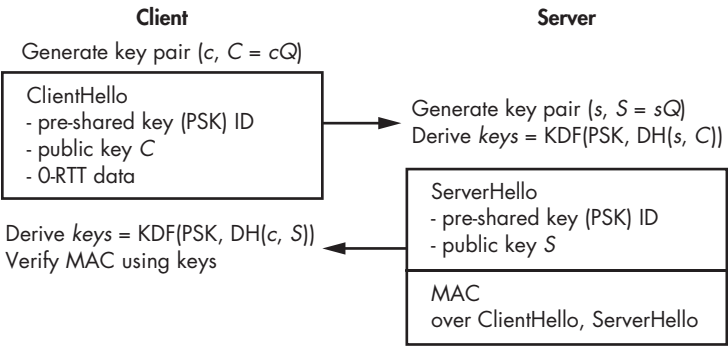 Client
Server
Generate key pair (c, C = cQ)
ClientHello
- pre-shared key (PSK) ID
- public key C
- 0-RTT data
Generate key pair (s, S = sQ)
Derive keys = KDF(PSK, DH(s, C))
ServerHello
- pre-shared key (PSK) ID
- public key S
Derive keys = KDF(PSK, DH(c, S))
Verify MAC using keys
MAC
over ClientHello, ServerHello